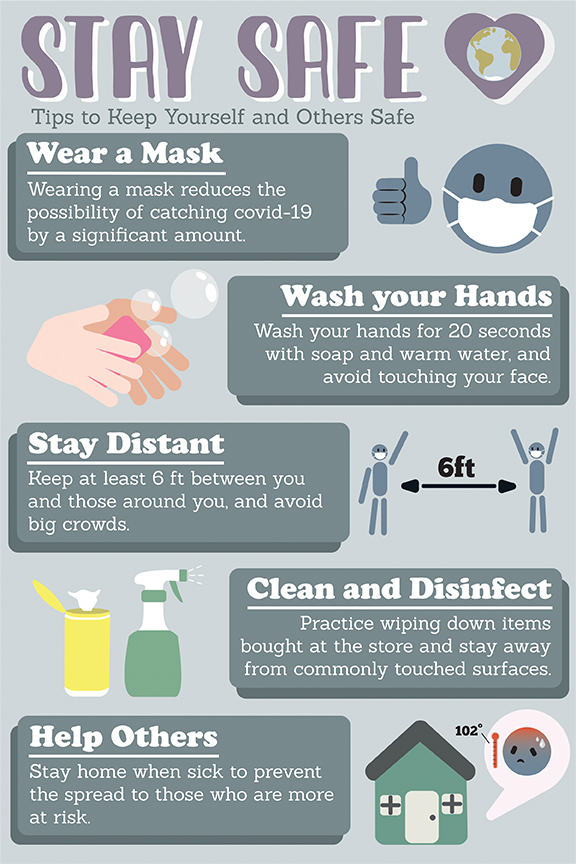 STAY SAFE
Tips to Keep Yourself and Others Safe
Wear a Mask
Wearing a mask reduces the
possibility of catching covid-19
by a significant amount.
Wash your Hands
Wash your hands for 20 seconds
with soap and warm water, and
avoid touching your face.
Stay Distant
Keep at least 6 ft between you
and those around you, and avoid
big crowds.
6ft
Clean and Disinfect
Practice wiping down items
bought at the store and stay away
from commonly touched surfaces.
Help Others
Stay home when sick to prevent
the spread to those who are more
at risk.
102°